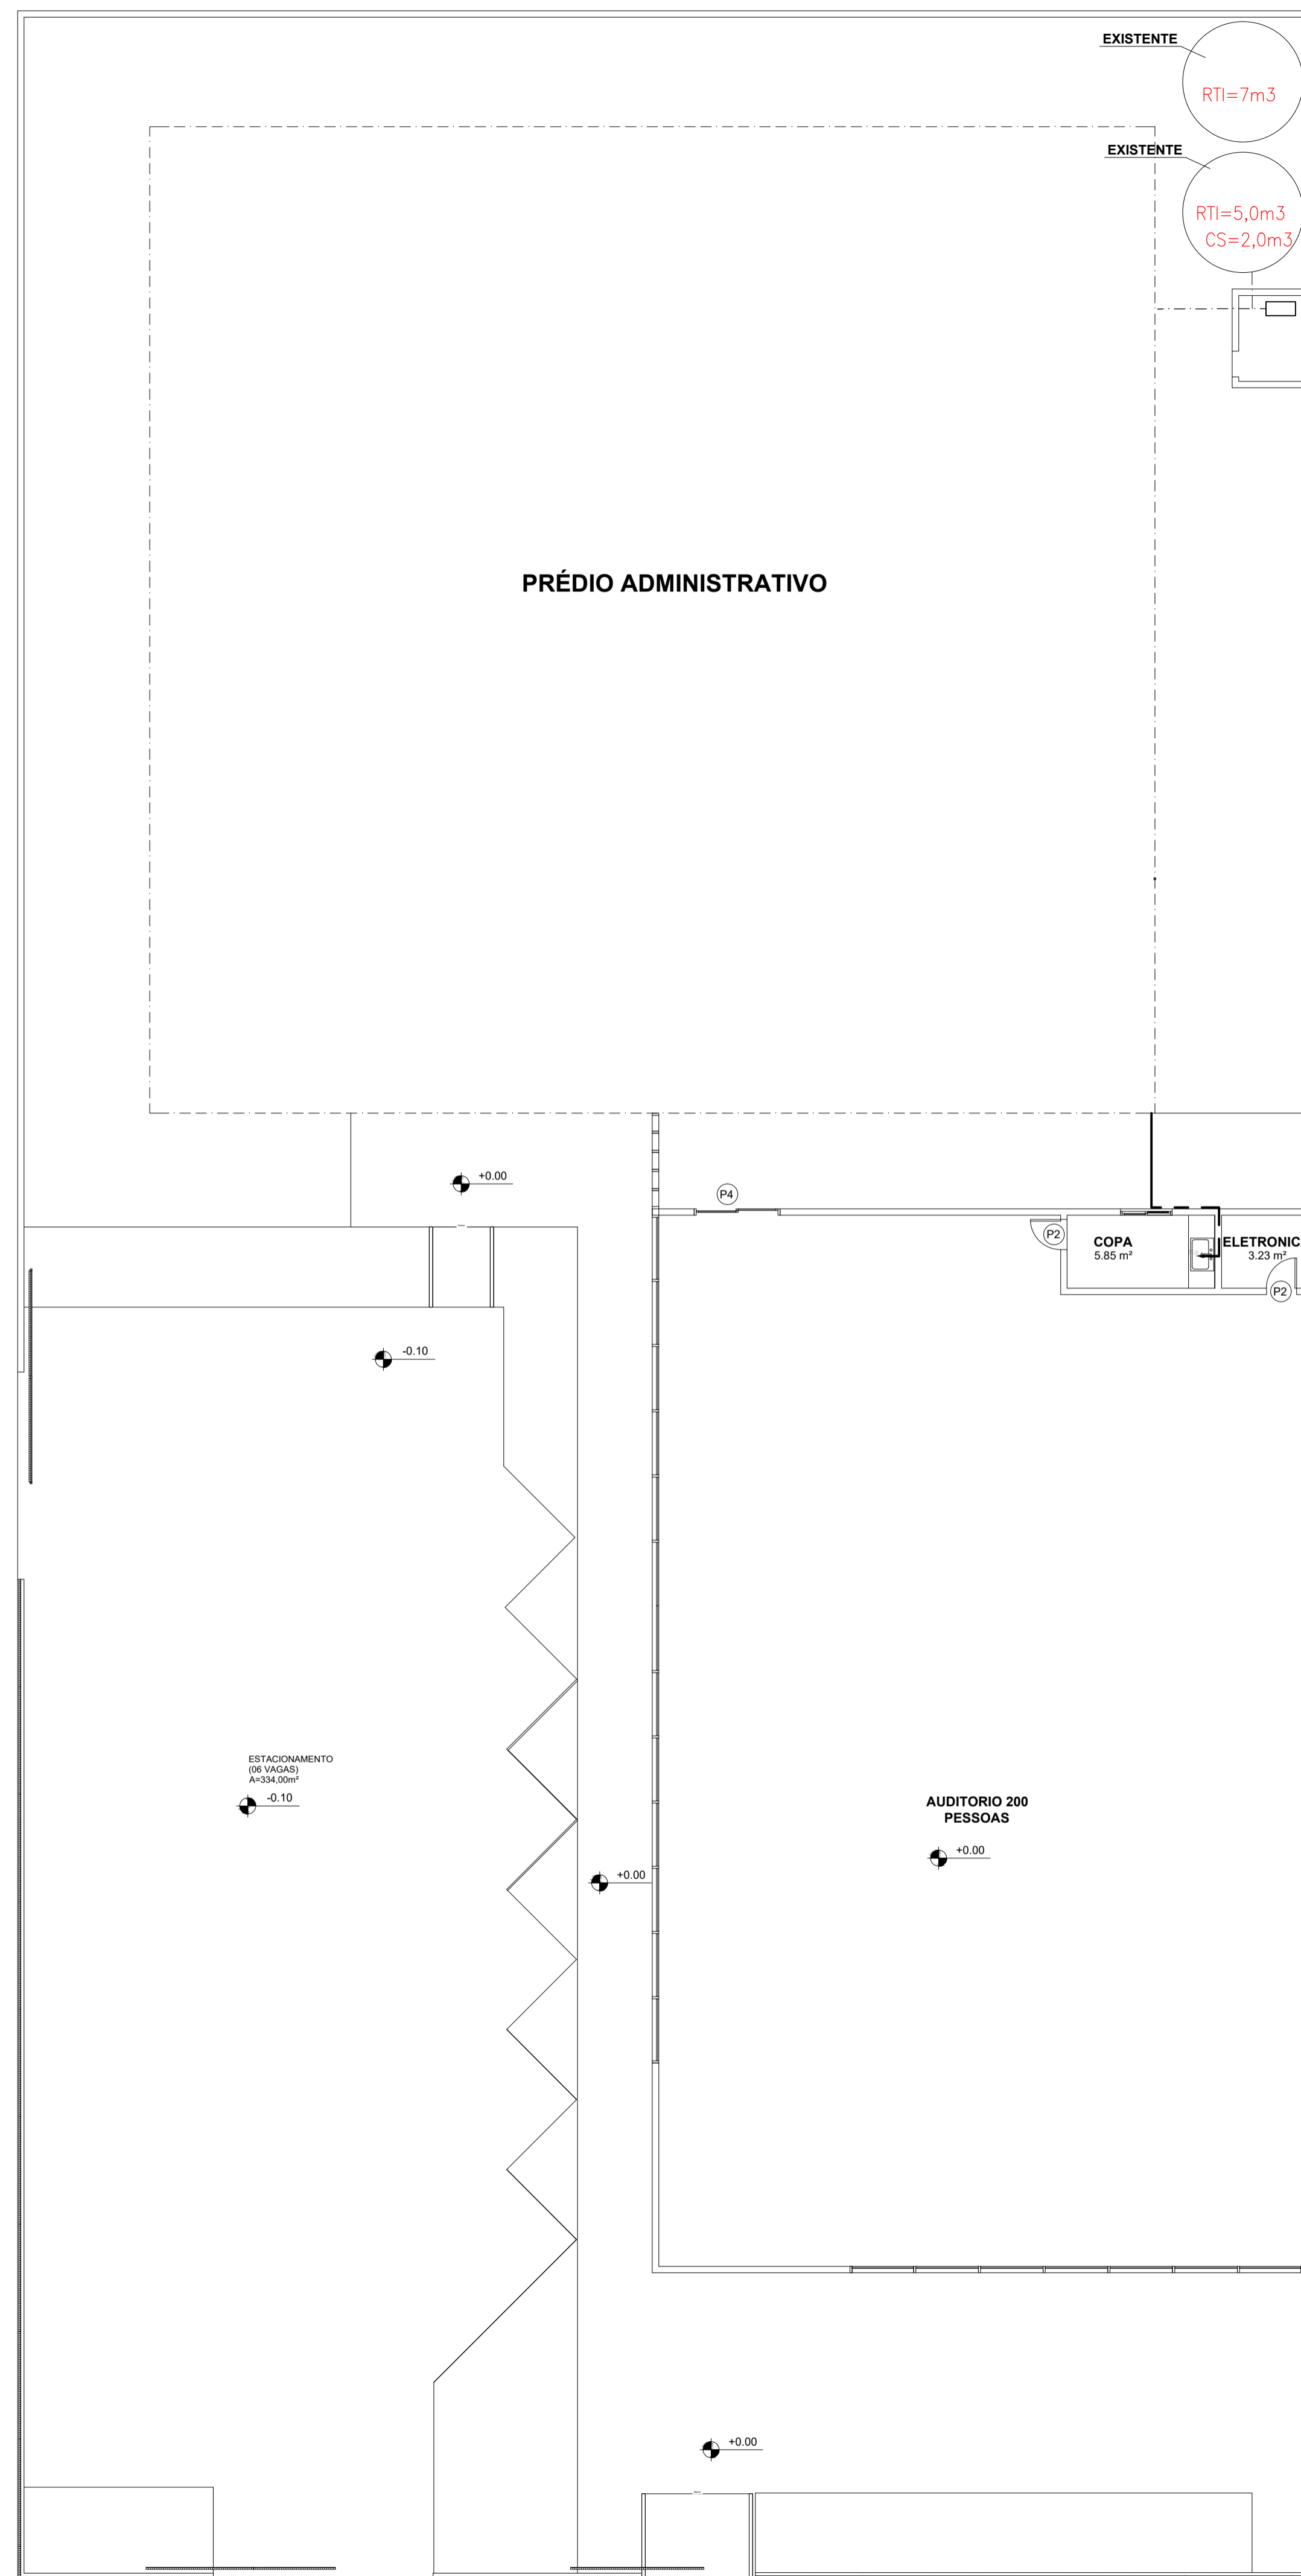 EXISTENTE
RTI=7m3
EXISTENTE
RTI=5,0m3
CS=2,0m3
PRÉDIO ADMINISTRATIVO
+0.00
P4
P2
COPA
5.85 m²
ELETRONIC
3.23 m²
P2
-0.10
ESTACIONAMENTO
(06 VAGAS)
A=334,00m²
-0.10
AUDITORIO 200
PESSOAS
+0.00
+0.00
+0.00